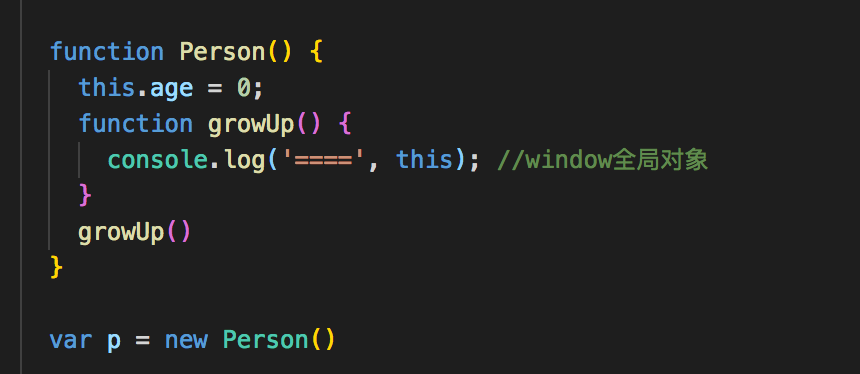 function Person() {
  this.age = 0;
  function growUp() {
    console.log('====', this); //window全局对象
  }
  growUp()
}
var p = new Person()